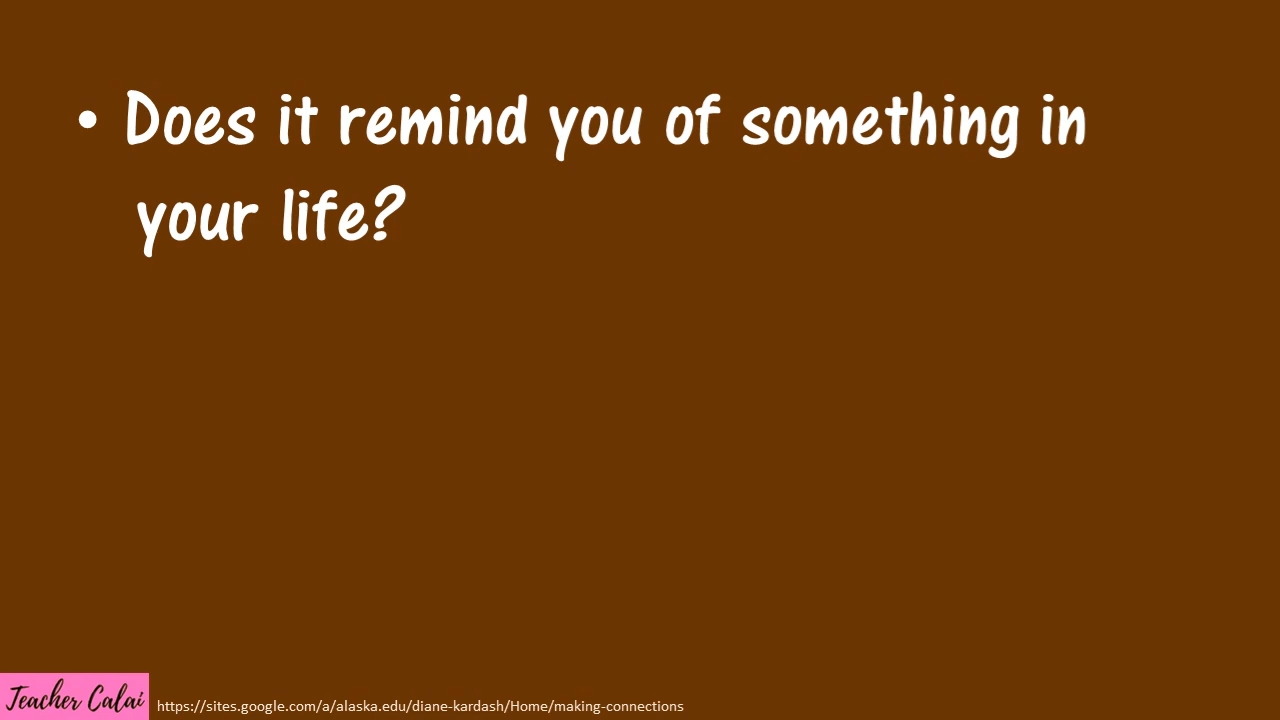 • Does it remind you of something in
your life?
Teacher Calai
https://sites.google.com/a/alaska.edu/diane-kardash/Home/making-connections